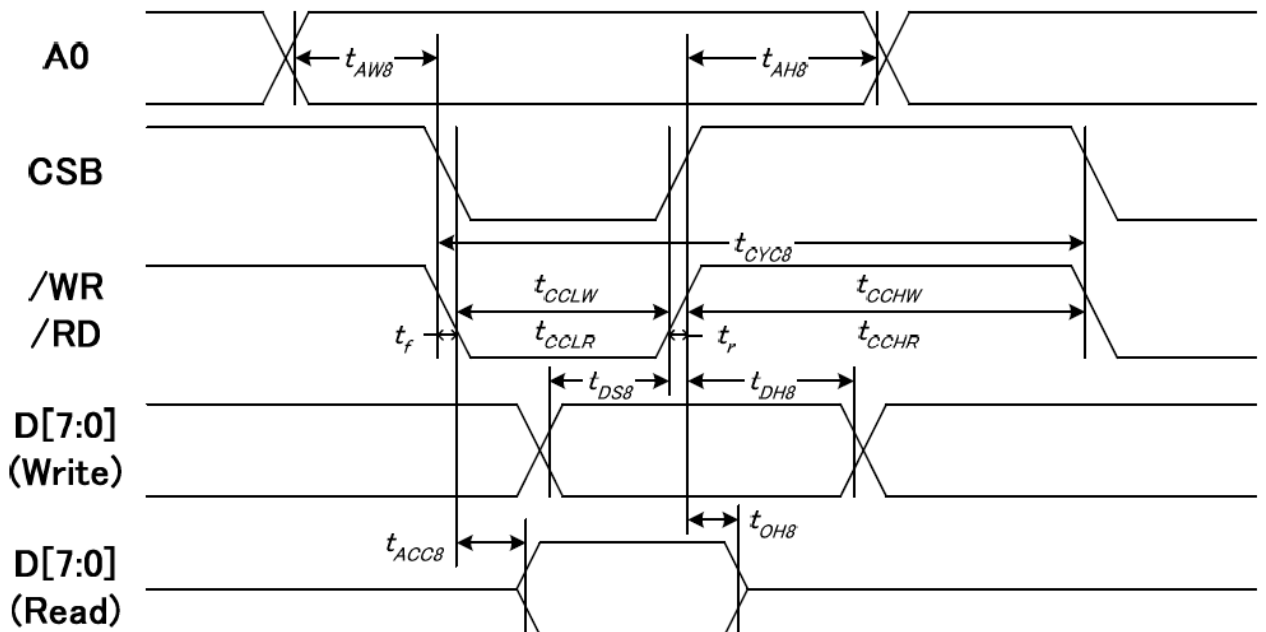 A0
t_AW8
t_AH8
CSB
t_CYC8
/WR
/RD
t_CCLW
t_CCHW
t_f
t_CCLR
t_r
t_CCHR
t_DS8
t_DH8
D[7:0]
(Write)
t_OH8
t_ACC8
D[7:0]
(Read)